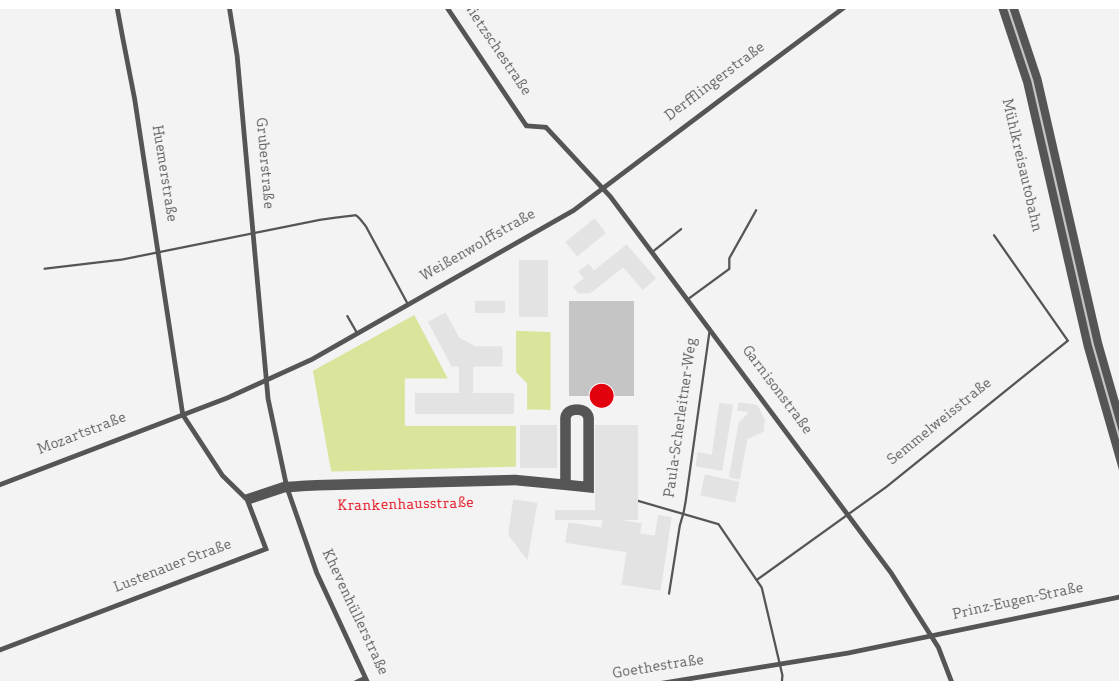 ietzschestraße
Derfflingerstraße
Mühlkreisautobahn
Huemerstraße
Gruberstraße
Weißenwolffstraße
Garnisonstraße
Paula-Scherleitner-Weg
Semmelweisstraße
Mozartstraße
Krankenhausstraße
Lustenauer Straße
Khevenhüllerstraße
Prinz-Eugen-Straße
Goethestraße